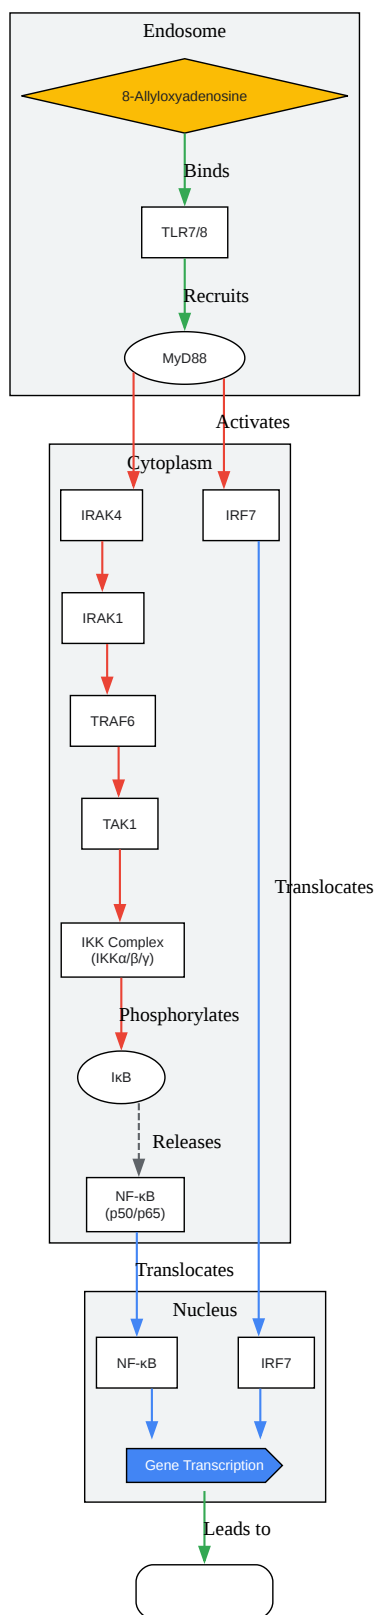 Endosome
8-Allyloxyadenosine
Binds
TLR7/8
Recruits
MyD88
Activates
Cytoplasm
IRAK4
IRF7
IRAK1
TRAF6
TAK1
Translocates
IKK Complex
(IKKα/β/γ)
Phosphorylates
IκB
Releases
NF-κB
(p50/p65)
Translocates
Nucleus
NF-κB
IRF7
Gene Transcription
Leads to